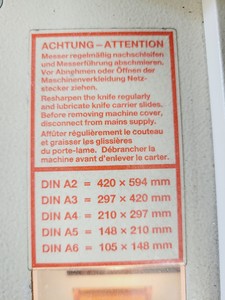 ACHTUNG – ATTENTION
Messer regelmäßig nachschleifen
und Messerführung abschmieren.
Vor Abnehmen oder Öffnen der
Maschinenverkleidung Netz-
stecker ziehen.
Resharpen the knife regularly
and lubricate knife carrier slides.
Before removing machine cover,
disconnect from mains supply.
Affûter régulièrement le couteau
et graisser les glissières
du porte-lame. Débrancher la
machine avant d'enlever le carter.
DIN A2 = 420 × 594 mm
DIN A3 = 297 × 420 mm
DIN A4 = 210 × 297 mm
DIN A5 = 148 × 210 mm
DIN A6 = 105 × 148 mm